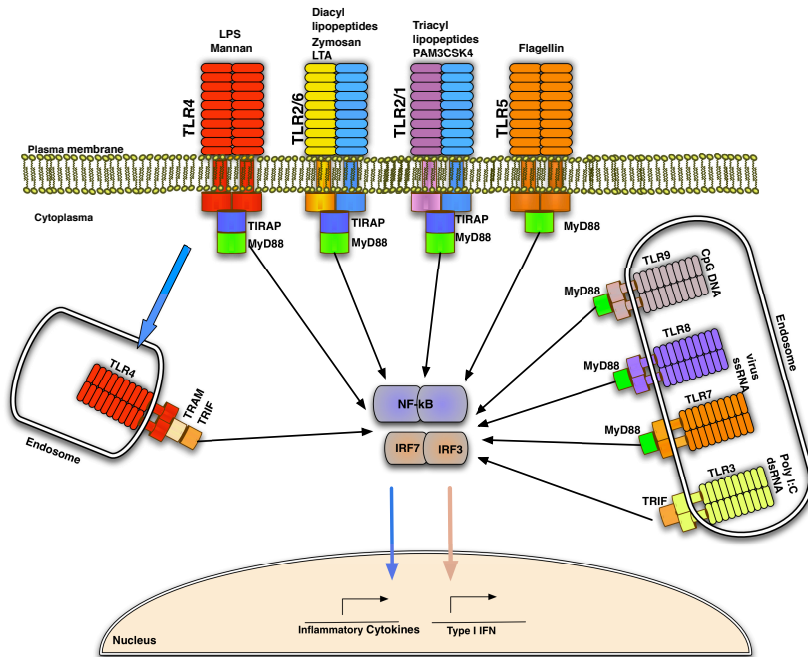 LPS
Mannan
Diacyl
lipopeptides
Zymosan
LTA
Triacyl
lipopeptides
PAM3CSK4
Flagellin
TLR4
TLR2/6
TLR2/1
TLR5
Plasma membrane
Cytoplasma
TIRAP
MyD88
TIRAP
MyD88
TIRAP
MyD88
MyD88
TLR9
CpG DNA
MyD88
Endosome
TLR8
MyD88
virus
ssRNA
TLR7
MyD88
Poly I:C
dsRNA
TLR3
TRIF
TLR4
TRAM
TRIF
Endosome
NF-kB
IRF7
IRF3
Inflammatory Cytokines
Type I IFN
Nucleus